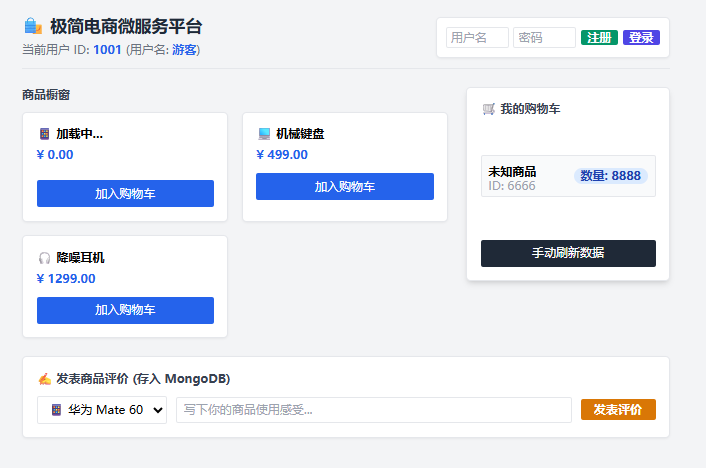 极简电商微服务平台
当前用户 ID: 1001 (用户名: 游客)
用户名 密码 注册 登录
商品橱窗
加载中...
¥ 0.00
加入购物车
机械键盘
¥ 499.00
加入购物车
降噪耳机
¥ 1299.00
加入购物车
我的购物车
未知商品
ID: 6666
数量: 8888
手动刷新数据
发表商品评价 (存入 MongoDB)
华为 Mate 60 写下你的商品使用感受... 发表评价